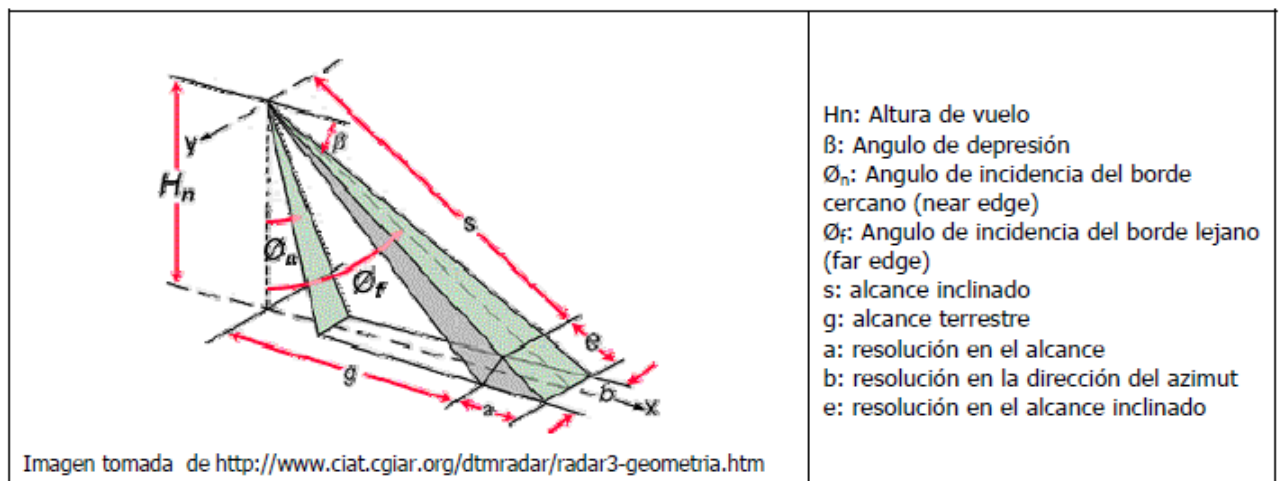 y
β
Hn
s
Øn
Øf
e
g
a
b
x
Imagen tomada de http://www.ciat.cgiar.org/dtmradar/radar3-geometria.htm
Hn: Altura de vuelo
ß: Angulo de depresión
Øn: Angulo de incidencia del borde
cercano (near edge)
Øf: Angulo de incidencia del borde lejano
(far edge)
s: alcance inclinado
g: alcance terrestre
a: resolución en el alcance
b: resolución en la dirección del azimut
e: resolución en el alcance inclinado